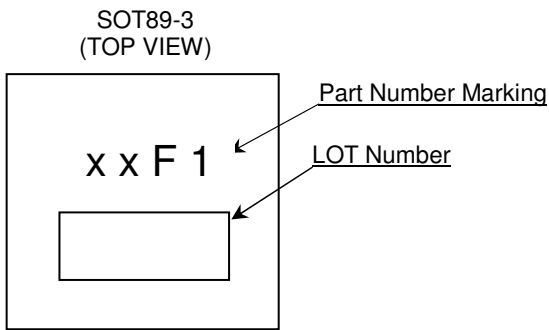 SOT89-3
(TOP VIEW)
Part Number Marking
x x F 1
LOT Number